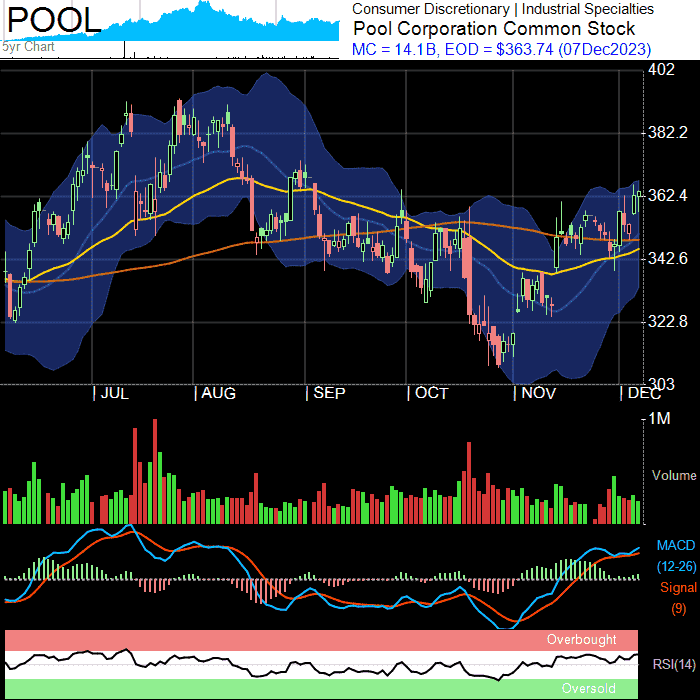 POOL
5yr Chart
Consumer Discretionary | Industrial Specialties
Pool Corporation Common Stock
MC = 14.1B, EOD = $363.74 (07Dec2023)
402
382.2
362.4
342.6
322.8
303
JUL
AUG
SEP
OCT
NOV
DEC
1M
Volume
MACD
(12-26)
Signal
(9)
Overbought
RSI(14)
Oversold